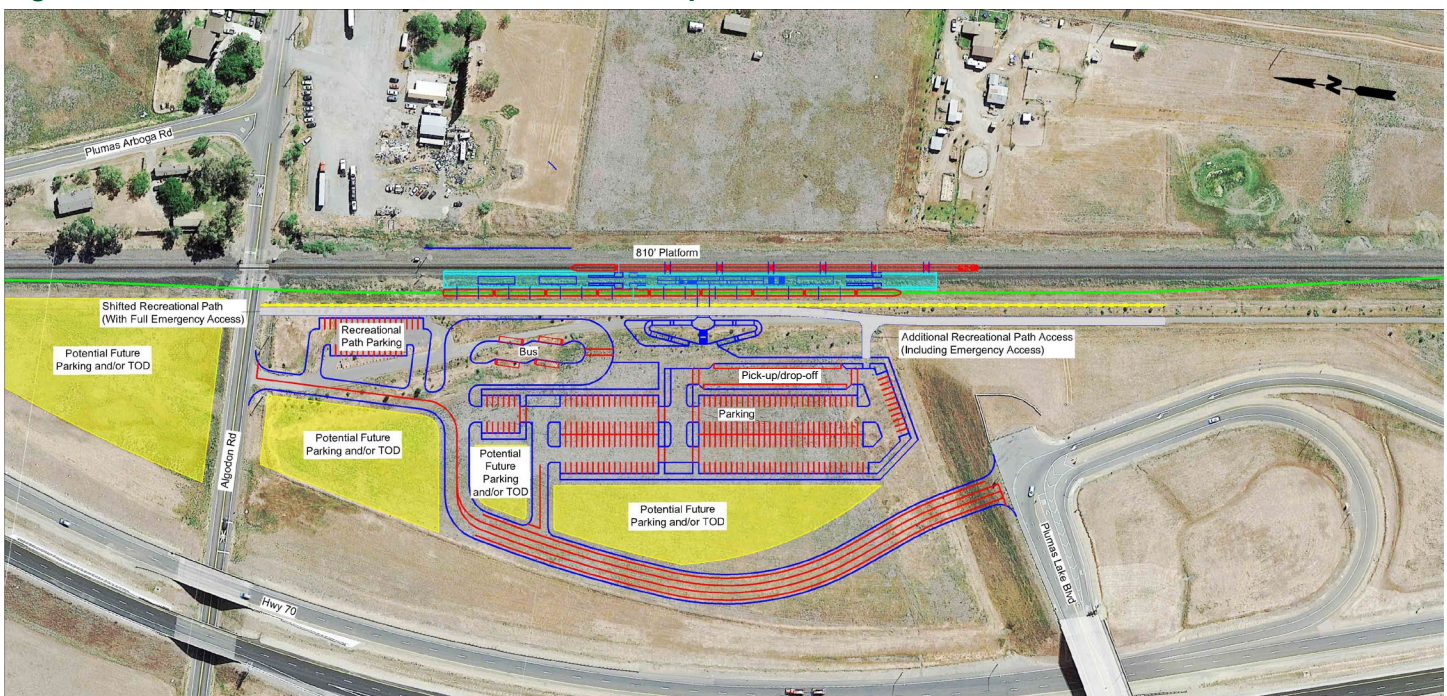 N
Plumas Arboga Rd
810' Platform
Shifted Recreational Path
(With Full Emergency Access)
Recreational
Path Parking
Additional Recreational Path Access
(Including Emergency Access)
Potential Future
Parking and/or TOD
Bus
Pick-up/drop-off
Parking
Potential Future
Parking and/or TOD
Potential
Future
Parking
and/or TOD
Algodon Rd
Potential Future
Parking and/or TOD
Plumas Lake Blvd
Hwy 70